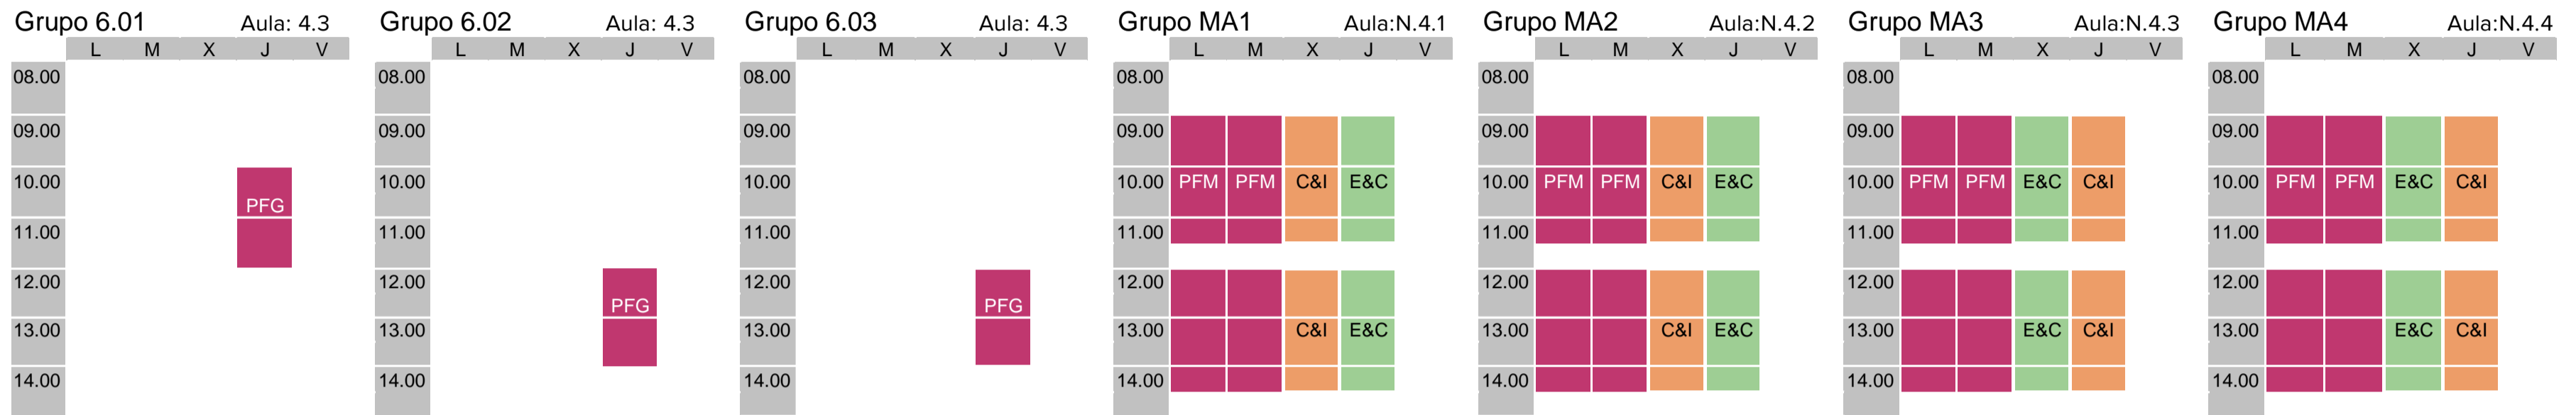 Grupo 6.01 Aula: 4.3 Grupo 6.02 Aula: 4.3 Grupo 6.03 Aula: 4.3 Grupo MA1 Aula:N.4.1 Grupo MA2 Aula:N.4.2 Grupo MA3 Aula:N.4.3 Grupo MA4 Aula:N.4.4
L M X J V L M X J V L M X J V L M X J V L M X J V L M X J V L M X J V
08.00 08.00 08.00 08.00 08.00 08.00 08.00
09.00 09.00 09.00 09.00 09.00 09.00 09.00
10.00 10.00 10.00 10.00 PFM PFM C&I E&C 10.00 PFM PFM C&I E&C 10.00 PFM PFM E&C C&I 10.00 PFM PFM E&C C&I
PFG
11.00 11.00 11.00 11.00 11.00 11.00 11.00
12.00 12.00 12.00 12.00 12.00 12.00 12.00
PFG PFG
13.00 13.00 13.00 13.00 C&I E&C 13.00 C&I E&C 13.00 E&C C&I 13.00 E&C C&I
14.00 14.00 14.00 14.00 14.00 14.00 14.00